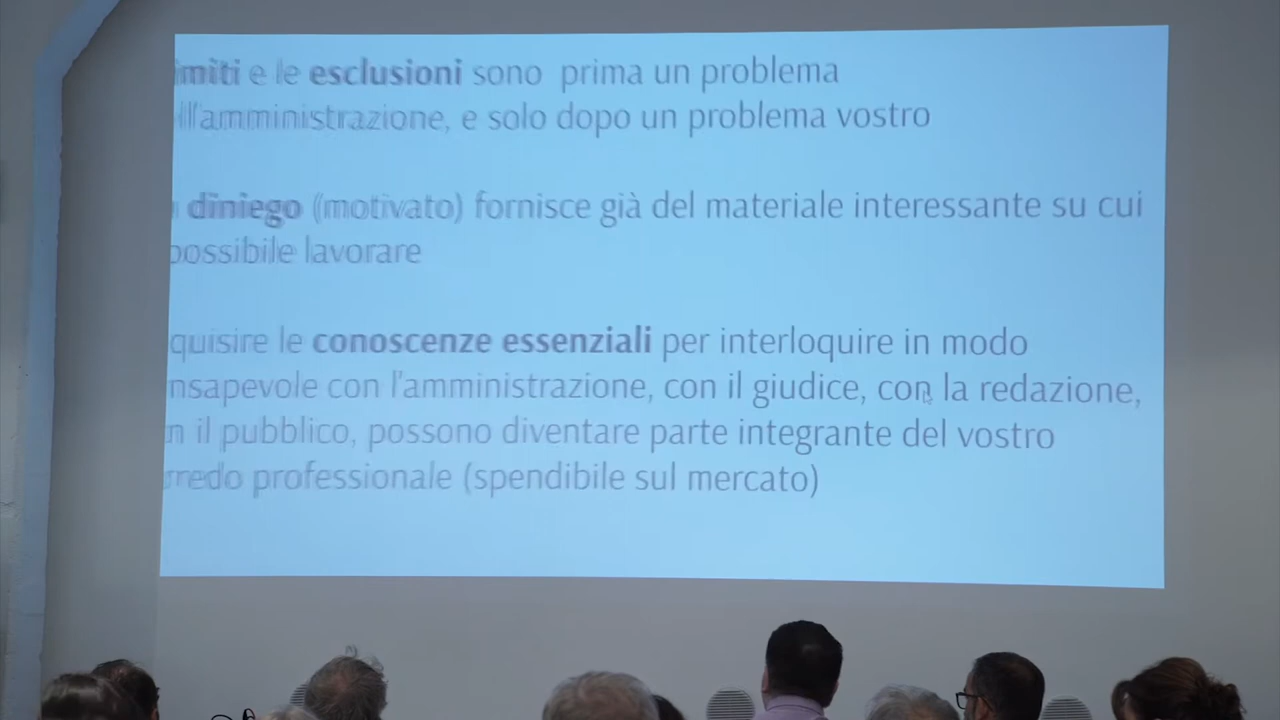 imiti e le esclusioni sono prima un problema
ll'amministrazione, e solo dopo un problema vostro
diniego (motivato) fornisce già del materiale interessante su cui
possibile lavorare
quisire le conoscenze essenziali per interloquire in modo
nsapevole con l'amministrazione, con il giudice, con la redazione,
n il pubblico, possono diventare parte integrante del vostro
rredo professionale (spendibile sul mercato)